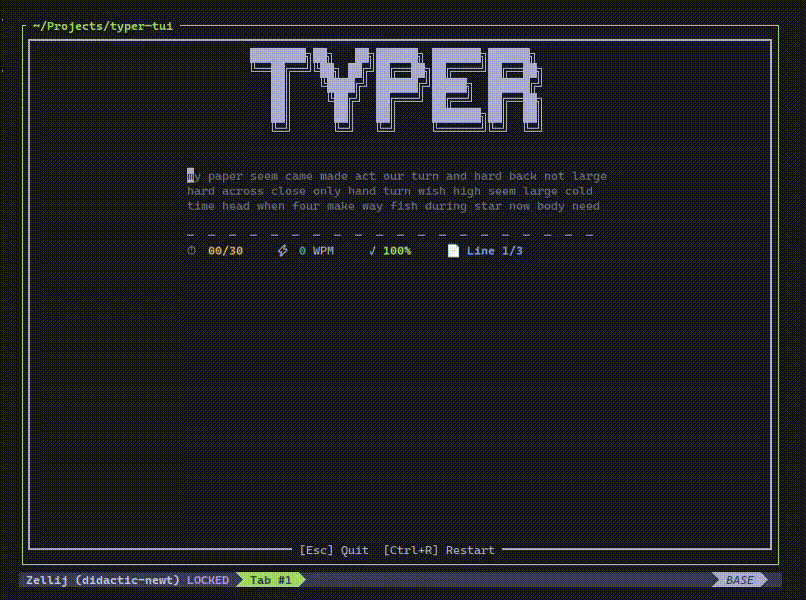 ~/Projects/typer-tui
TYPER
my paper seem came made act our turn and hard back not large
hard across close only hand turn wish high seem large cold
time head when four make way fish during star now body need
00/30 0 WPM √ 100% Line 1/3
[Esc] Quit [Ctrl+R] Restart
Zellij (didactic-newt) LOCKED Tab #1 BASE